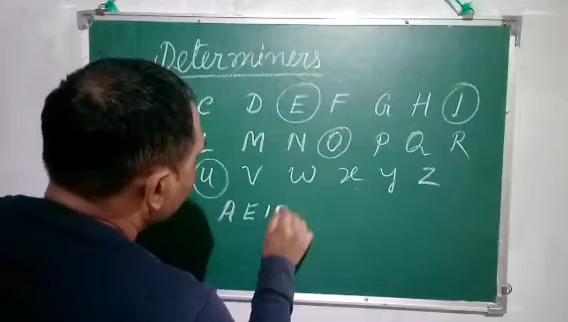 Determiners
C D E F G H I
L M N O P Q R
U V W X Y Z
A E I